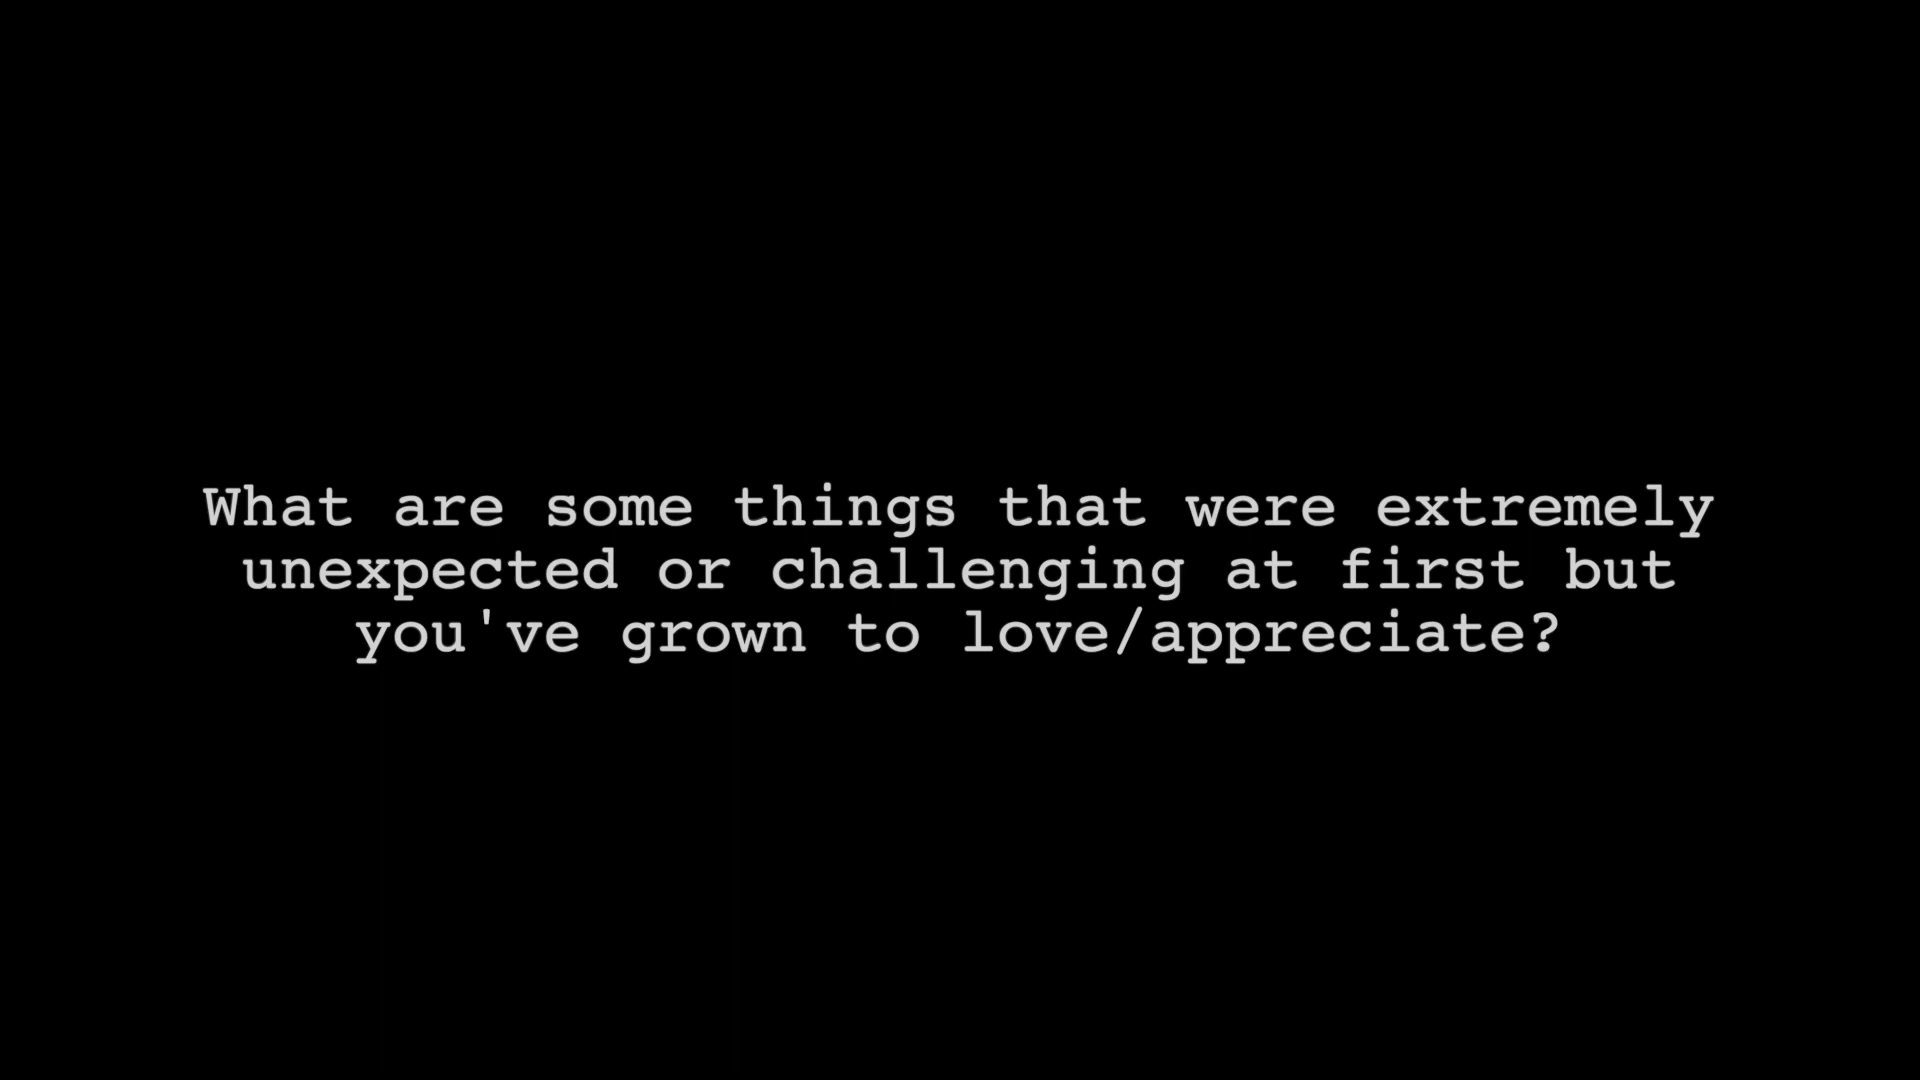 What are some things that were extremely
unexpected or challenging at first but
you've grown to love/appreciate?